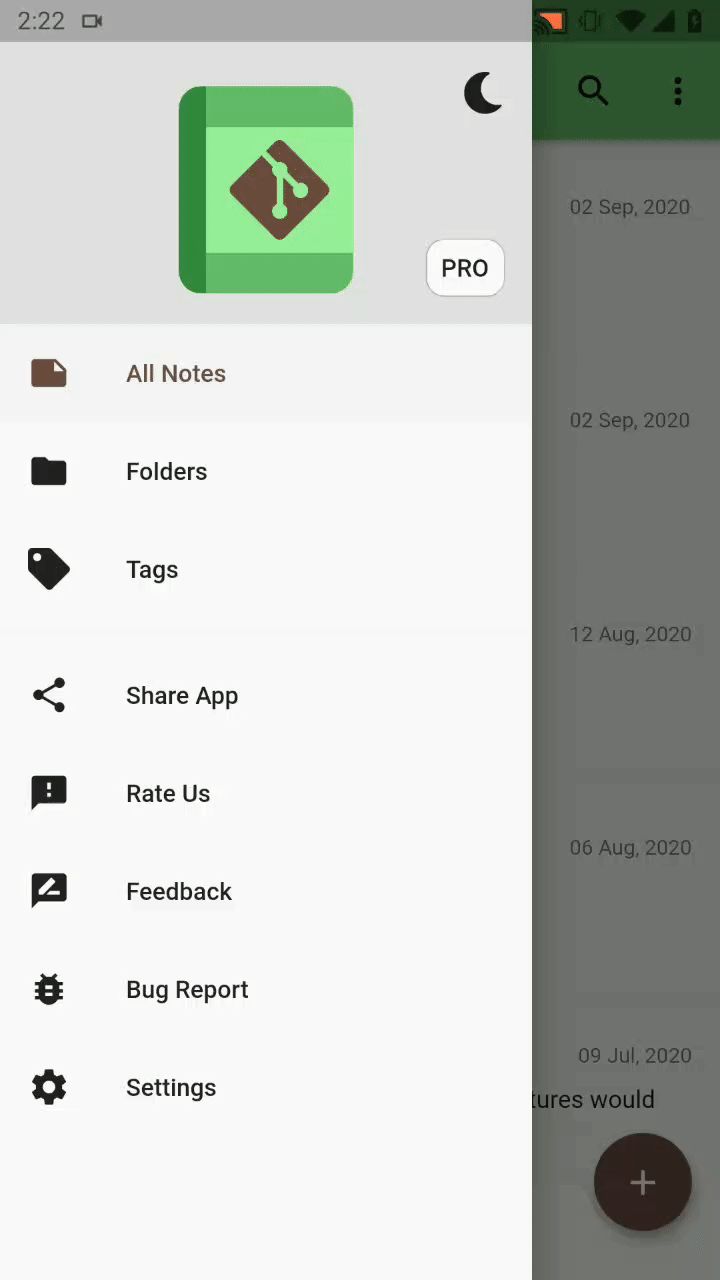 2:22
02 Sep, 2020
PRO
All Notes
02 Sep, 2020
Folders
Tags
12 Aug, 2020
Share App
Rate Us
06 Aug, 2020
Feedback
Bug Report
09 Jul, 2020
Settings
tures would